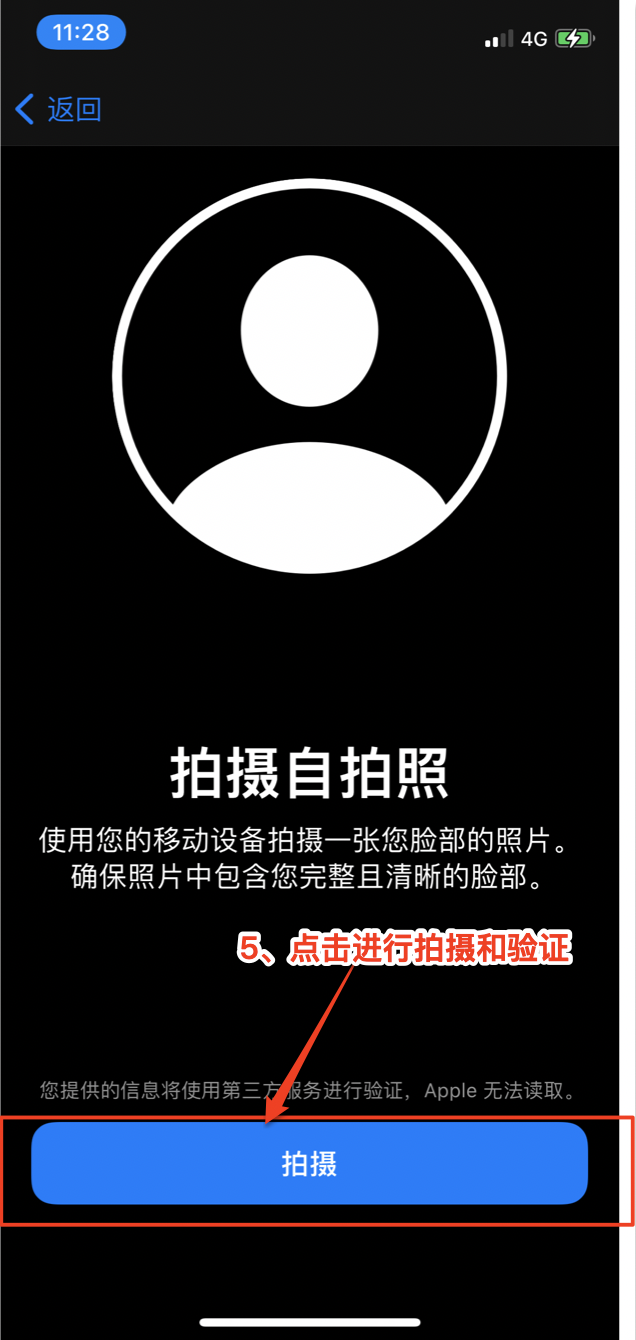 11:28
4G
返回
拍摄自拍照
使用您的移动设备拍摄一张您脸部的照片。
确保照片中包含您完整且清晰的脸部。
5、点击进行拍摄和验证
您提供的信息将使用第三方服务进行验证，Apple 无法读取。
拍摄